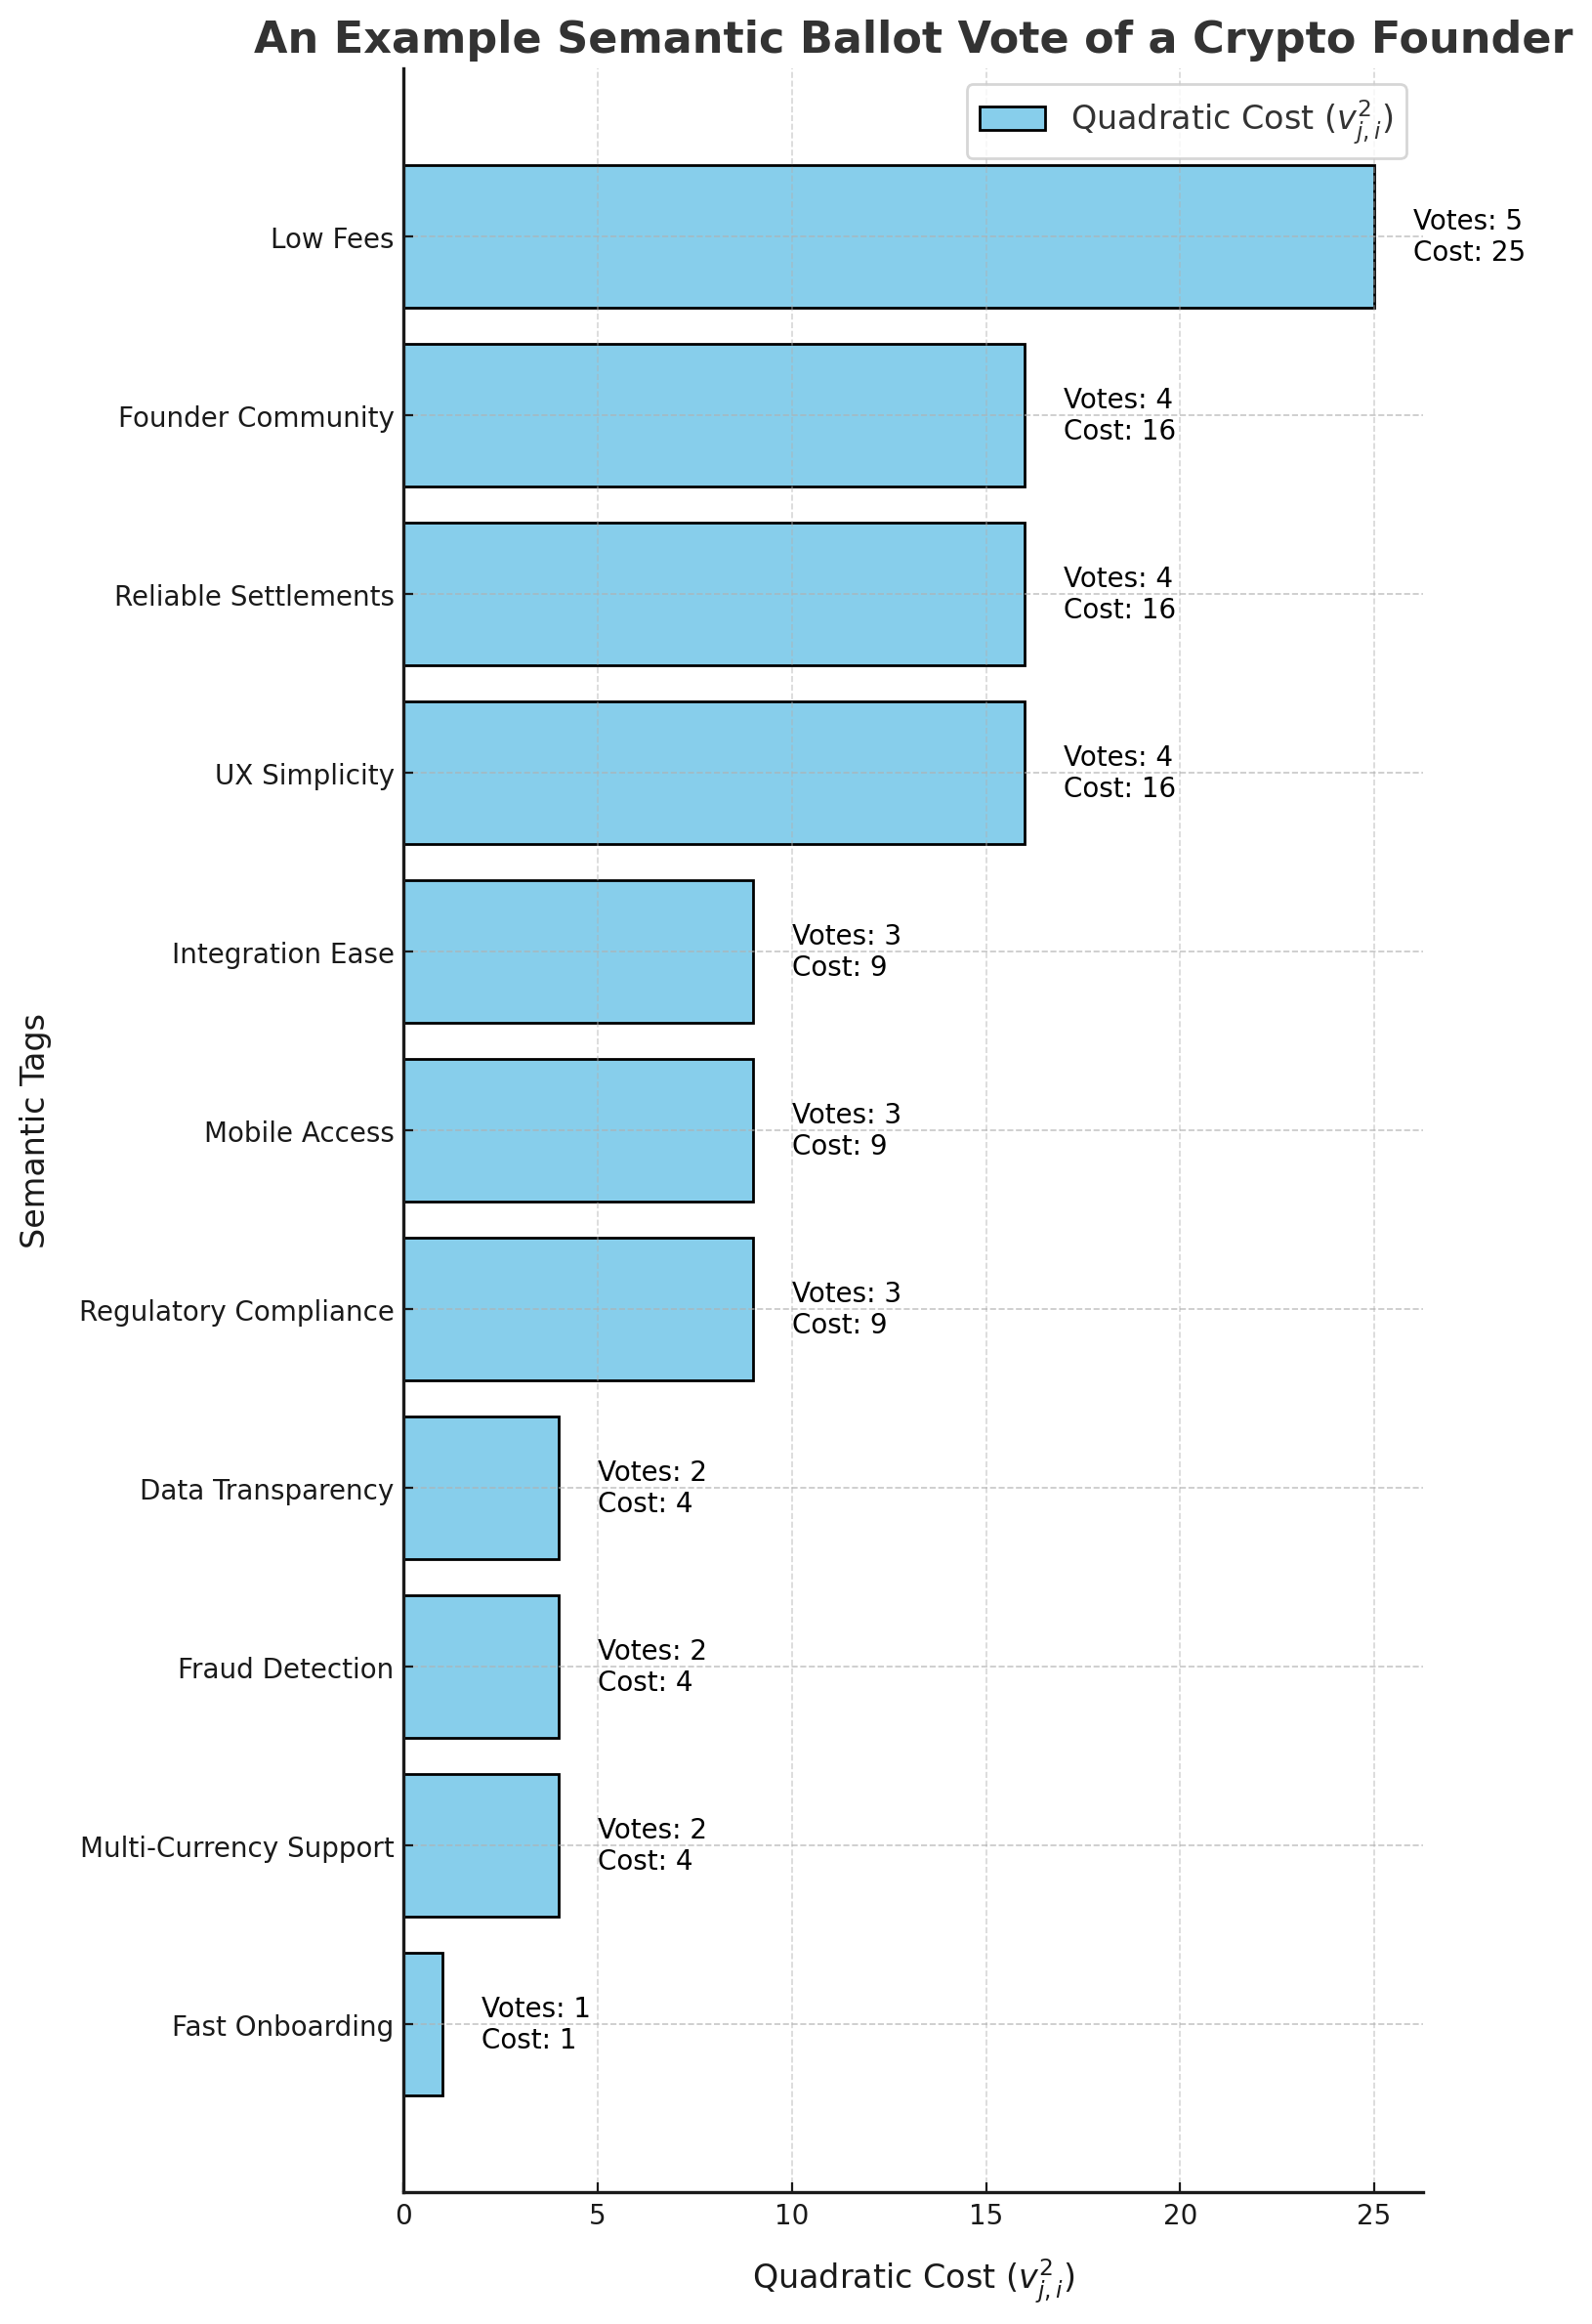 An Example Semantic Ballot Vote of a Crypto Founder
Quadratic Cost (v²ⱼ,ᵢ)
Low Fees
Votes: 5
Cost: 25
Founder Community
Votes: 4
Cost: 16
Reliable Settlements
Votes: 4
Cost: 16
UX Simplicity
Votes: 4
Cost: 16
Integration Ease
Votes: 3
Cost: 9
Mobile Access
Votes: 3
Cost: 9
Regulatory Compliance
Votes: 3
Cost: 9
Data Transparency
Votes: 2
Cost: 4
Fraud Detection
Votes: 2
Cost: 4
Multi-Currency Support
Votes: 2
Cost: 4
Fast Onboarding
Votes: 1
Cost: 1
Semantic Tags
0 5 10 15 20 25
Quadratic Cost (v²ⱼ,ᵢ)